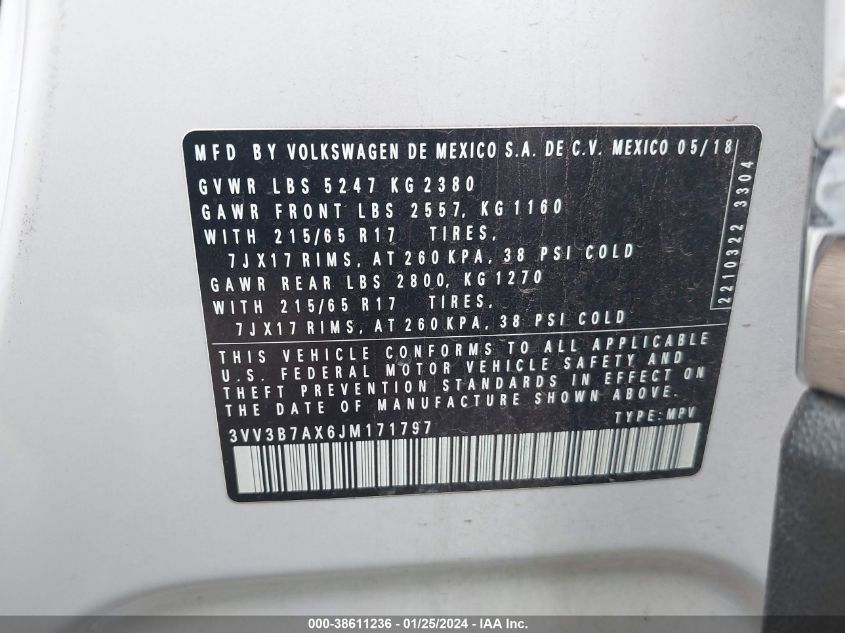 MFD BY VOLKSWAGEN DE MEXICO S.A. DE C.V. MEXICO 05/18
GVWR LBS 5247 KG 2380
GAWR FRONT LBS 2557, KG 1160
WITH 215/65 R17 TIRES,
7JX17 RIMS, AT 260 KPA, 38 PSI COLD
GAWR REAR LBS 2800, KG 1270
WITH 215/65 R17 TIRES,
7JX17 RIMS, AT 260 KPA, 38 PSI COLD
2210322 3304
THIS VEHICLE CONFORMS TO ALL APPLICABLE
U.S. FEDERAL MOTOR VEHICLE SAFETY AND
THEFT PREVENTION STANDARDS IN EFFECT ON
THE DATE OF MANUFACTURE SHOWN ABOVE.
3VV3B7AX6JM171797 TYPE: MPV
000-38611236 - 01/25/2024 - IAA Inc.